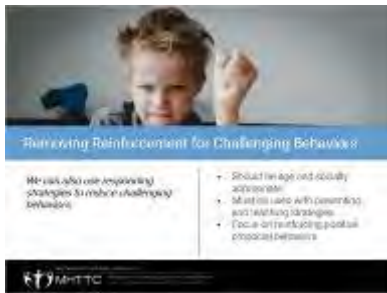 Removing Reinforcement for Challenging Behaviors
We can also use responding
strategies to reduce challenging
behaviors
• Should be age and socially
appropriate
• Must be used with preventing
and teaching strategies
• Focus on reinforcing positive
prosocial behaviors
MHTTC